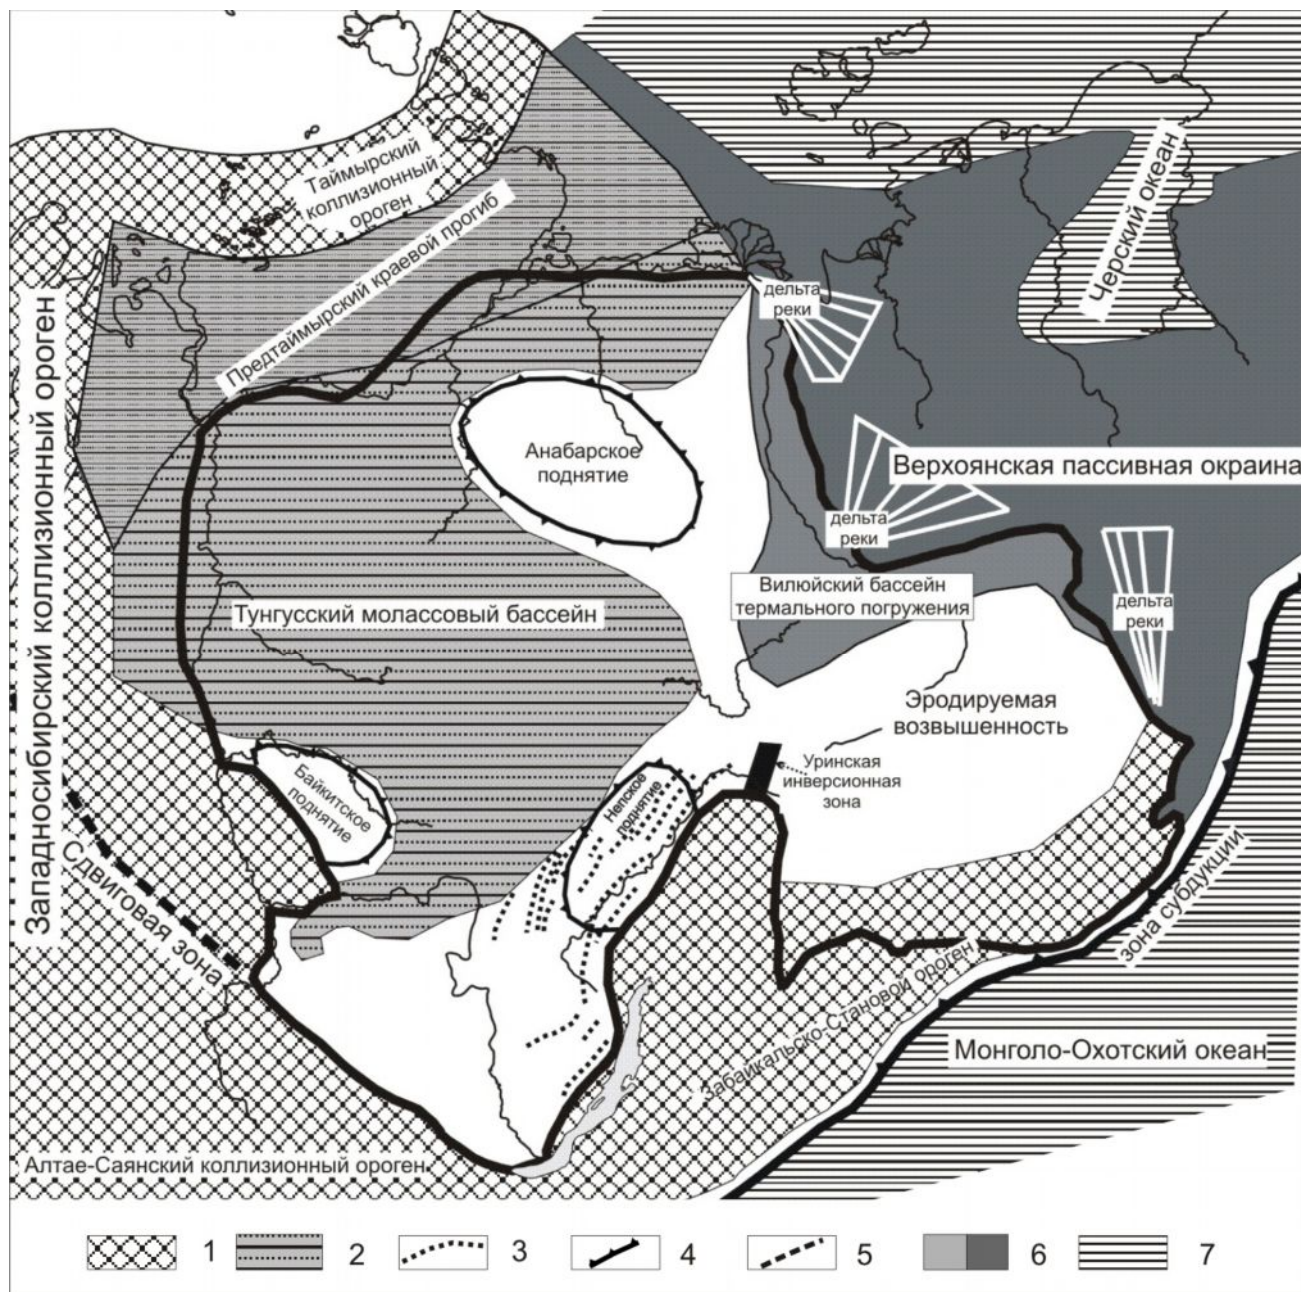 Таймырский
коллизионный
ороген
Предтаймырский краевой прогиб
Черский океан
дельта
реки
Западносибирский коллизионный ороген
Анабарское
поднятие
Верхоянская пассивная окраина
дельта
реки
Вилюйский бассейн
термального погружения
Тунгусский молассовый бассейн
дельта
реки
Эродируемая
возвышенность
Уринская
инверсионная
зона
Байкитское
поднятие
Непское
поднятие
Сдвиговая зона
зона субдукции
Забайкальско-Становой ороген
Монголо-Охотский океан
Алтае-Саянский коллизионный ороген
1 2 3 4 5 6 7